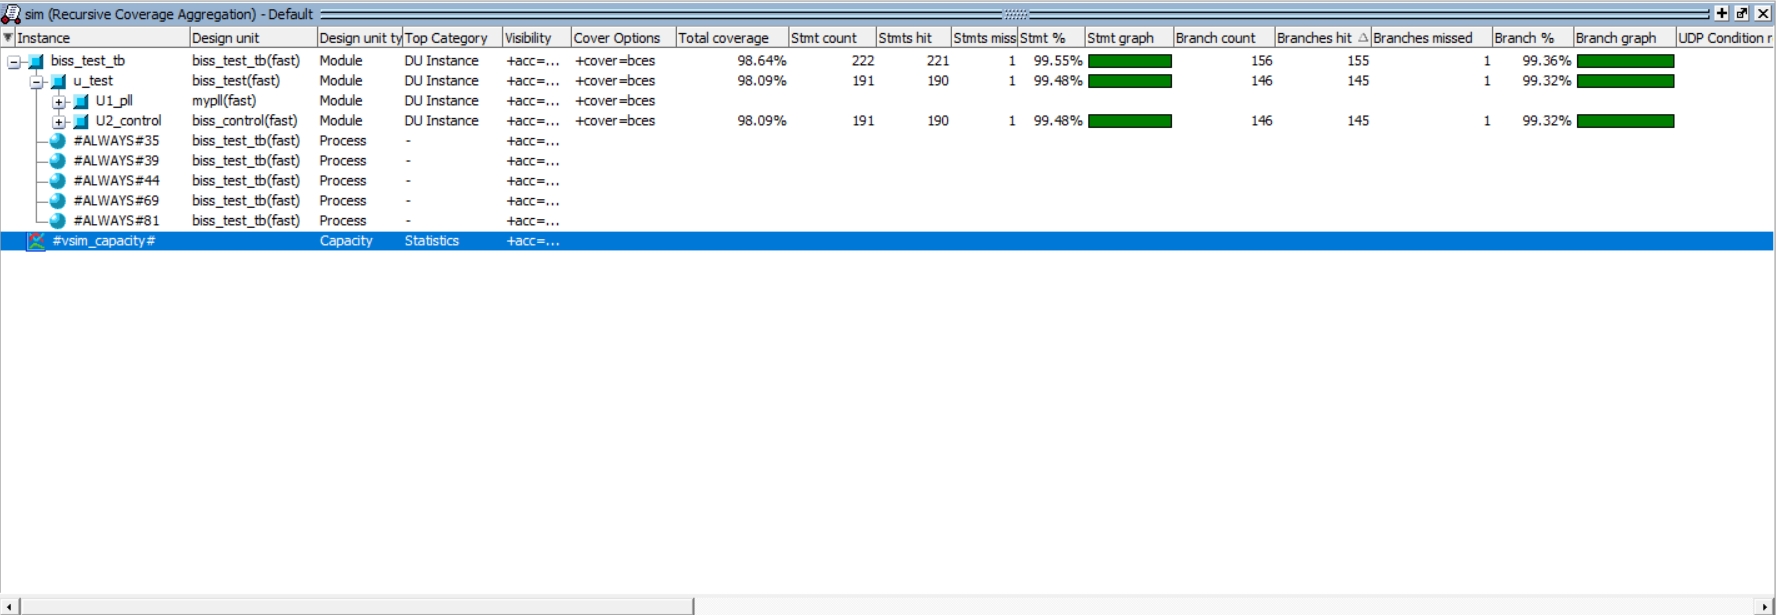 sim (Recursive Coverage Aggregation) - Default
Instance Design unit Design unit ty Top Category Visibility Cover Options Total coverage Stmt count Stmts hit Stmts miss Stmt % Stmt graph Branch count Branches hit Branches missed Branch % Branch graph UDP Condition r
biss_test_tb biss_test_tb(fast) Module DU Instance +acc=... +cover=bces 98.64% 222 221 1 99.55% 156 155 1 99.36%
u_test biss_test(fast) Module DU Instance +acc=... +cover=bces 98.09% 191 190 1 99.48% 146 145 1 99.32%
U1_pll mypll(fast) Module DU Instance +acc=... +cover=bces
U2_control biss_control(fast) Module DU Instance +acc=... +cover=bces 98.09% 191 190 1 99.48% 146 145 1 99.32%
#ALWAYS#35 biss_test_tb(fast) Process - +acc=...
#ALWAYS#39 biss_test_tb(fast) Process - +acc=...
#ALWAYS#44 biss_test_tb(fast) Process - +acc=...
#ALWAYS#69 biss_test_tb(fast) Process - +acc=...
#ALWAYS#81 biss_test_tb(fast) Process - +acc=...
#vsim_capacity# Capacity Statistics +acc=...